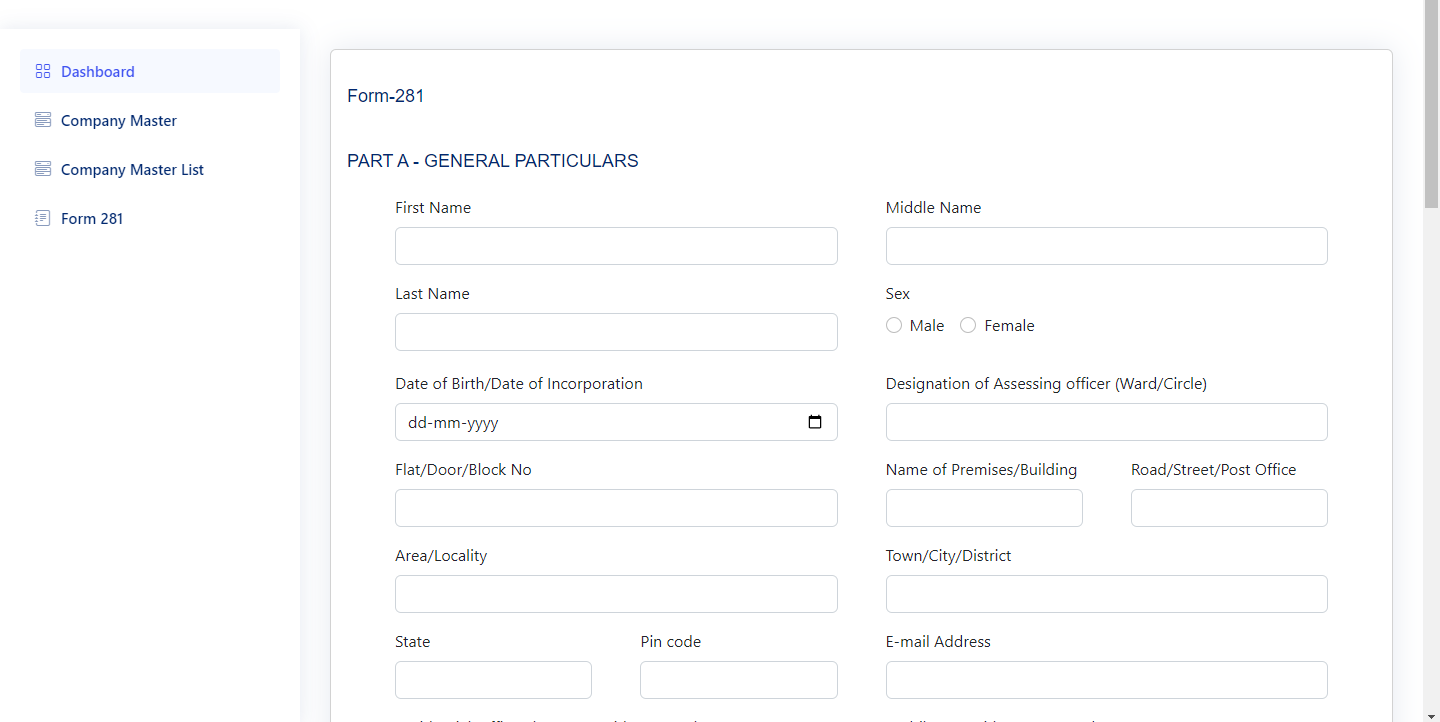 Dashboard
Company Master
Company Master List
Form 281
Form-281
PART A - GENERAL PARTICULARS
First Name
Middle Name
Last Name
Sex
Male Female
Date of Birth/Date of Incorporation
Designation of Assessing officer (Ward/Circle)
dd-mm-yyyy
Flat/Door/Block No
Name of Premises/Building
Road/Street/Post Office
Area/Locality
Town/City/District
State
Pin code
E-mail Address